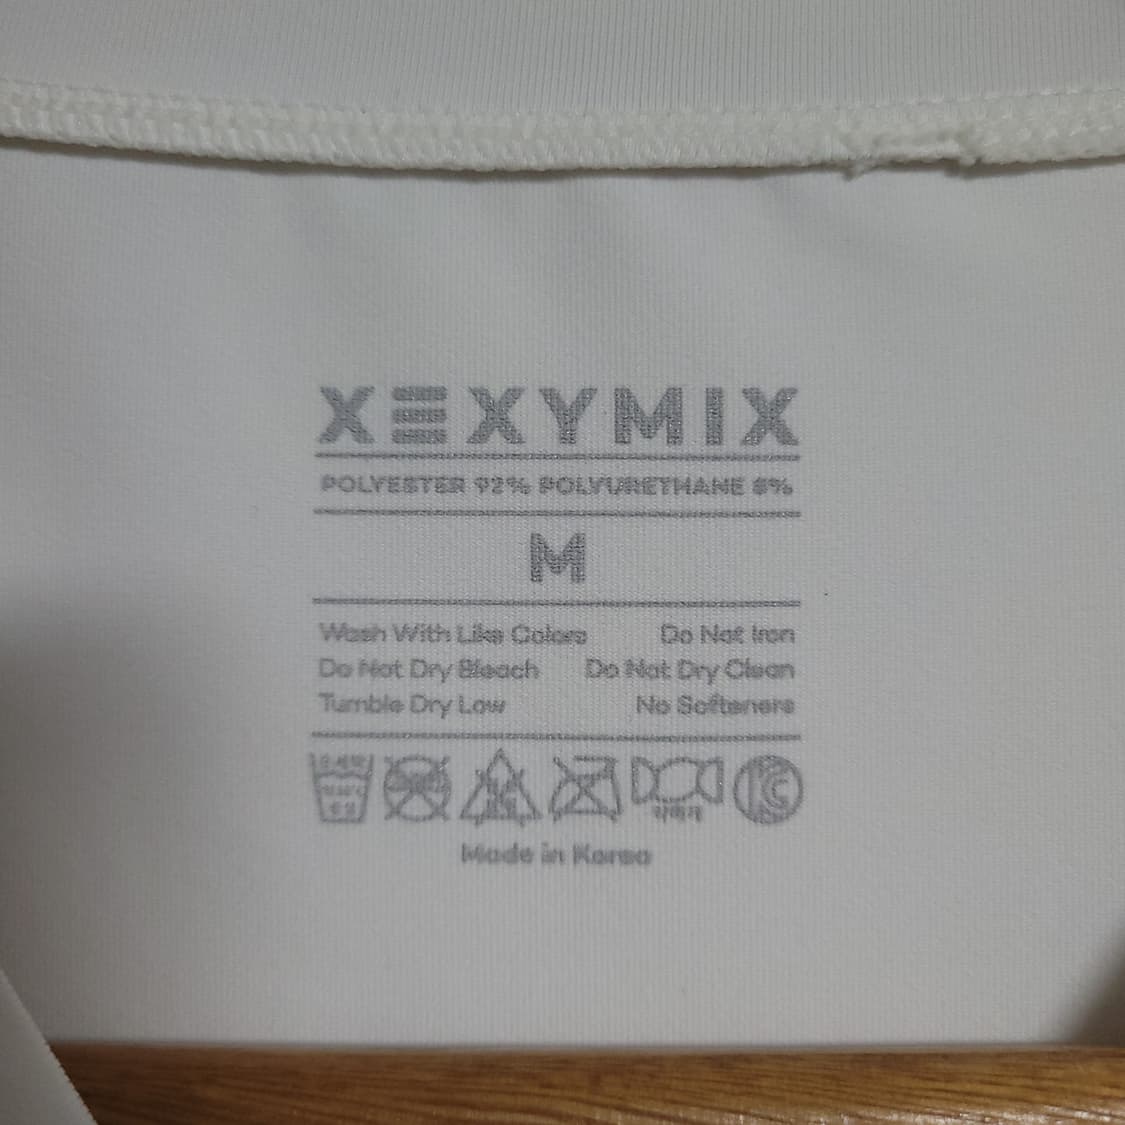 XEXYMIX
POLYESTER 92% POLYURETHANE 8%
M
Wash With Like Colors Do Not Iron
Do Not Dry Bleach Do Not Dry Clean
Tumble Dry Low No Softeners
Made in Korea